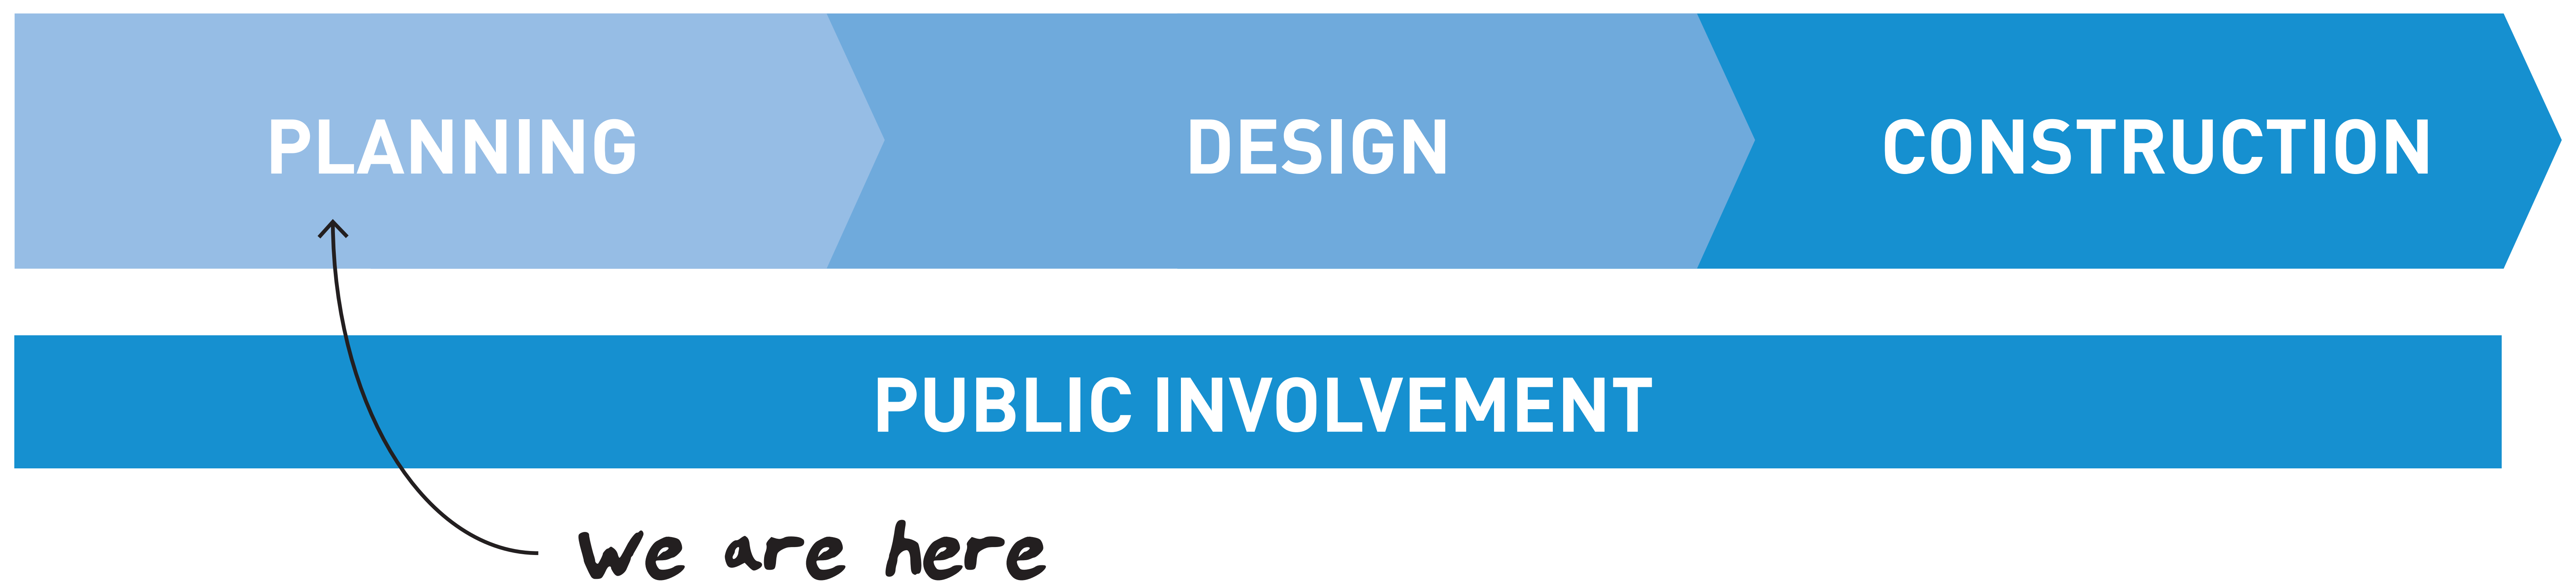 PLANNING
DESIGN
CONSTRUCTION
PUBLIC INVOLVEMENT
we are here